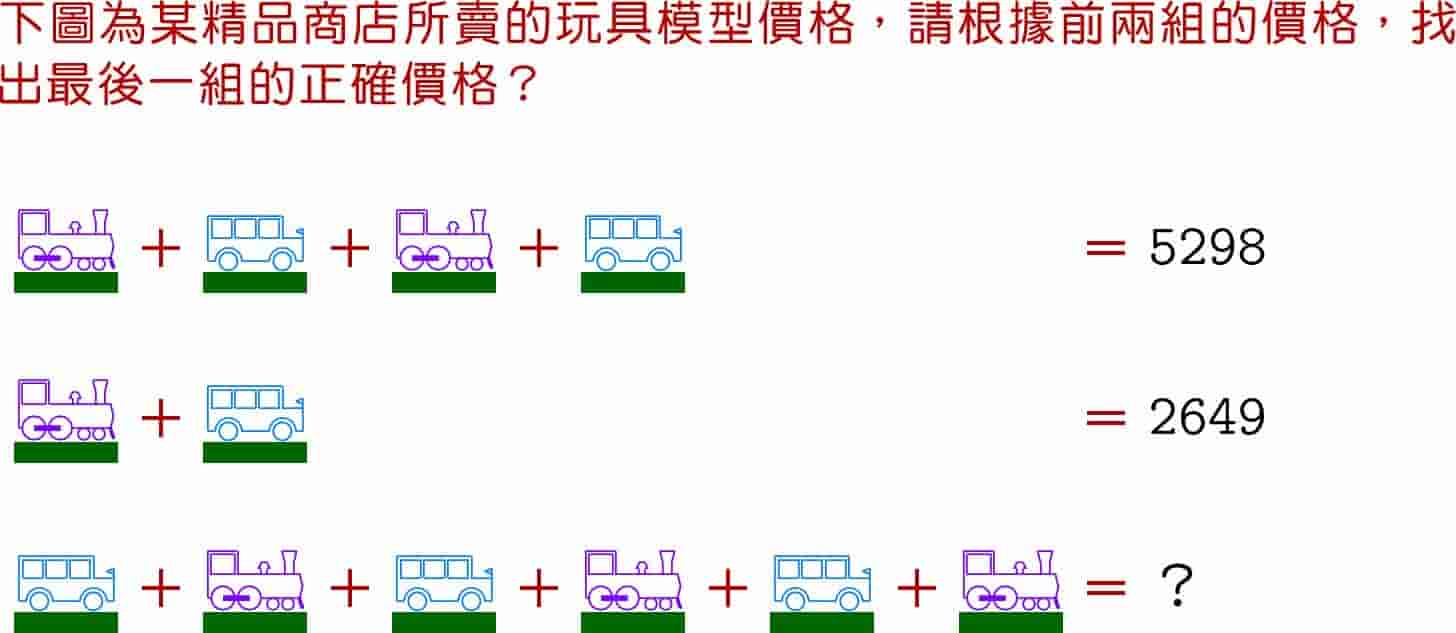 下圖為某精品商店所賣的玩具模型價格，請根據前兩組的價格，找
出最後一組的正確價格？
+ + + = 5298
+ = 2649
+ + + + + = ?